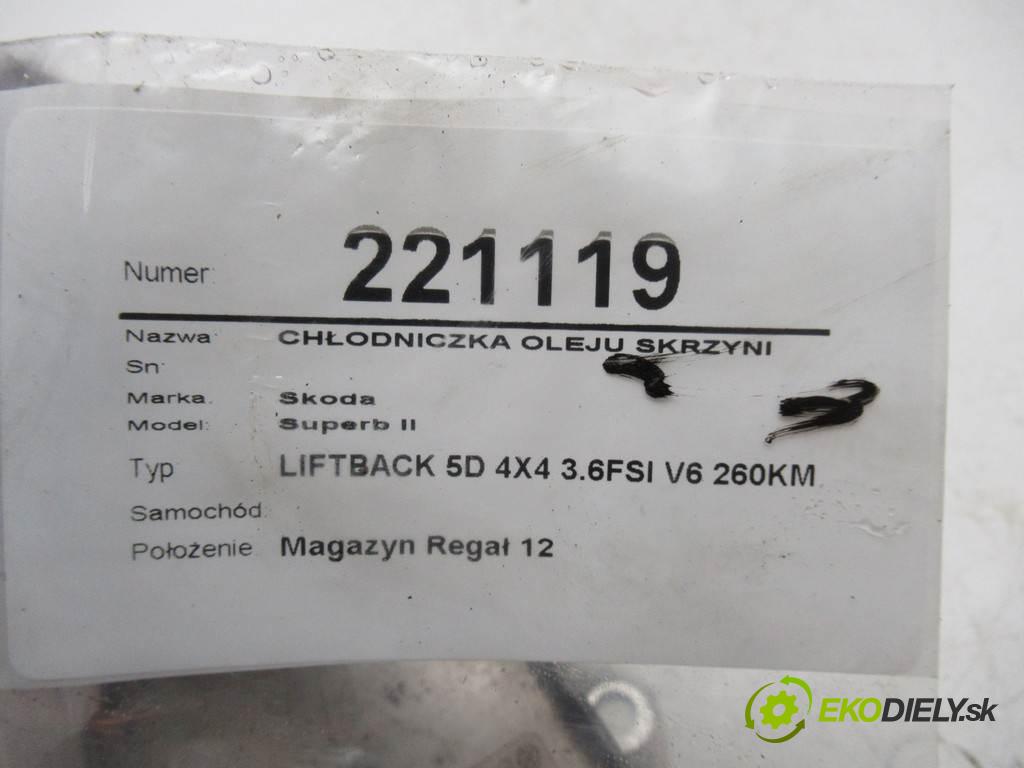 Numer: 221119
Nazwa: CHŁODNICZKA OLEJU SKRZYNI
Sn:
Marka: Skoda
Model: Superb II
Typ LIFTBACK 5D 4X4 3.6FSI V6 260KM
Samochód:
Położenie: Magazyn Regał 12
EKODIELY.sk